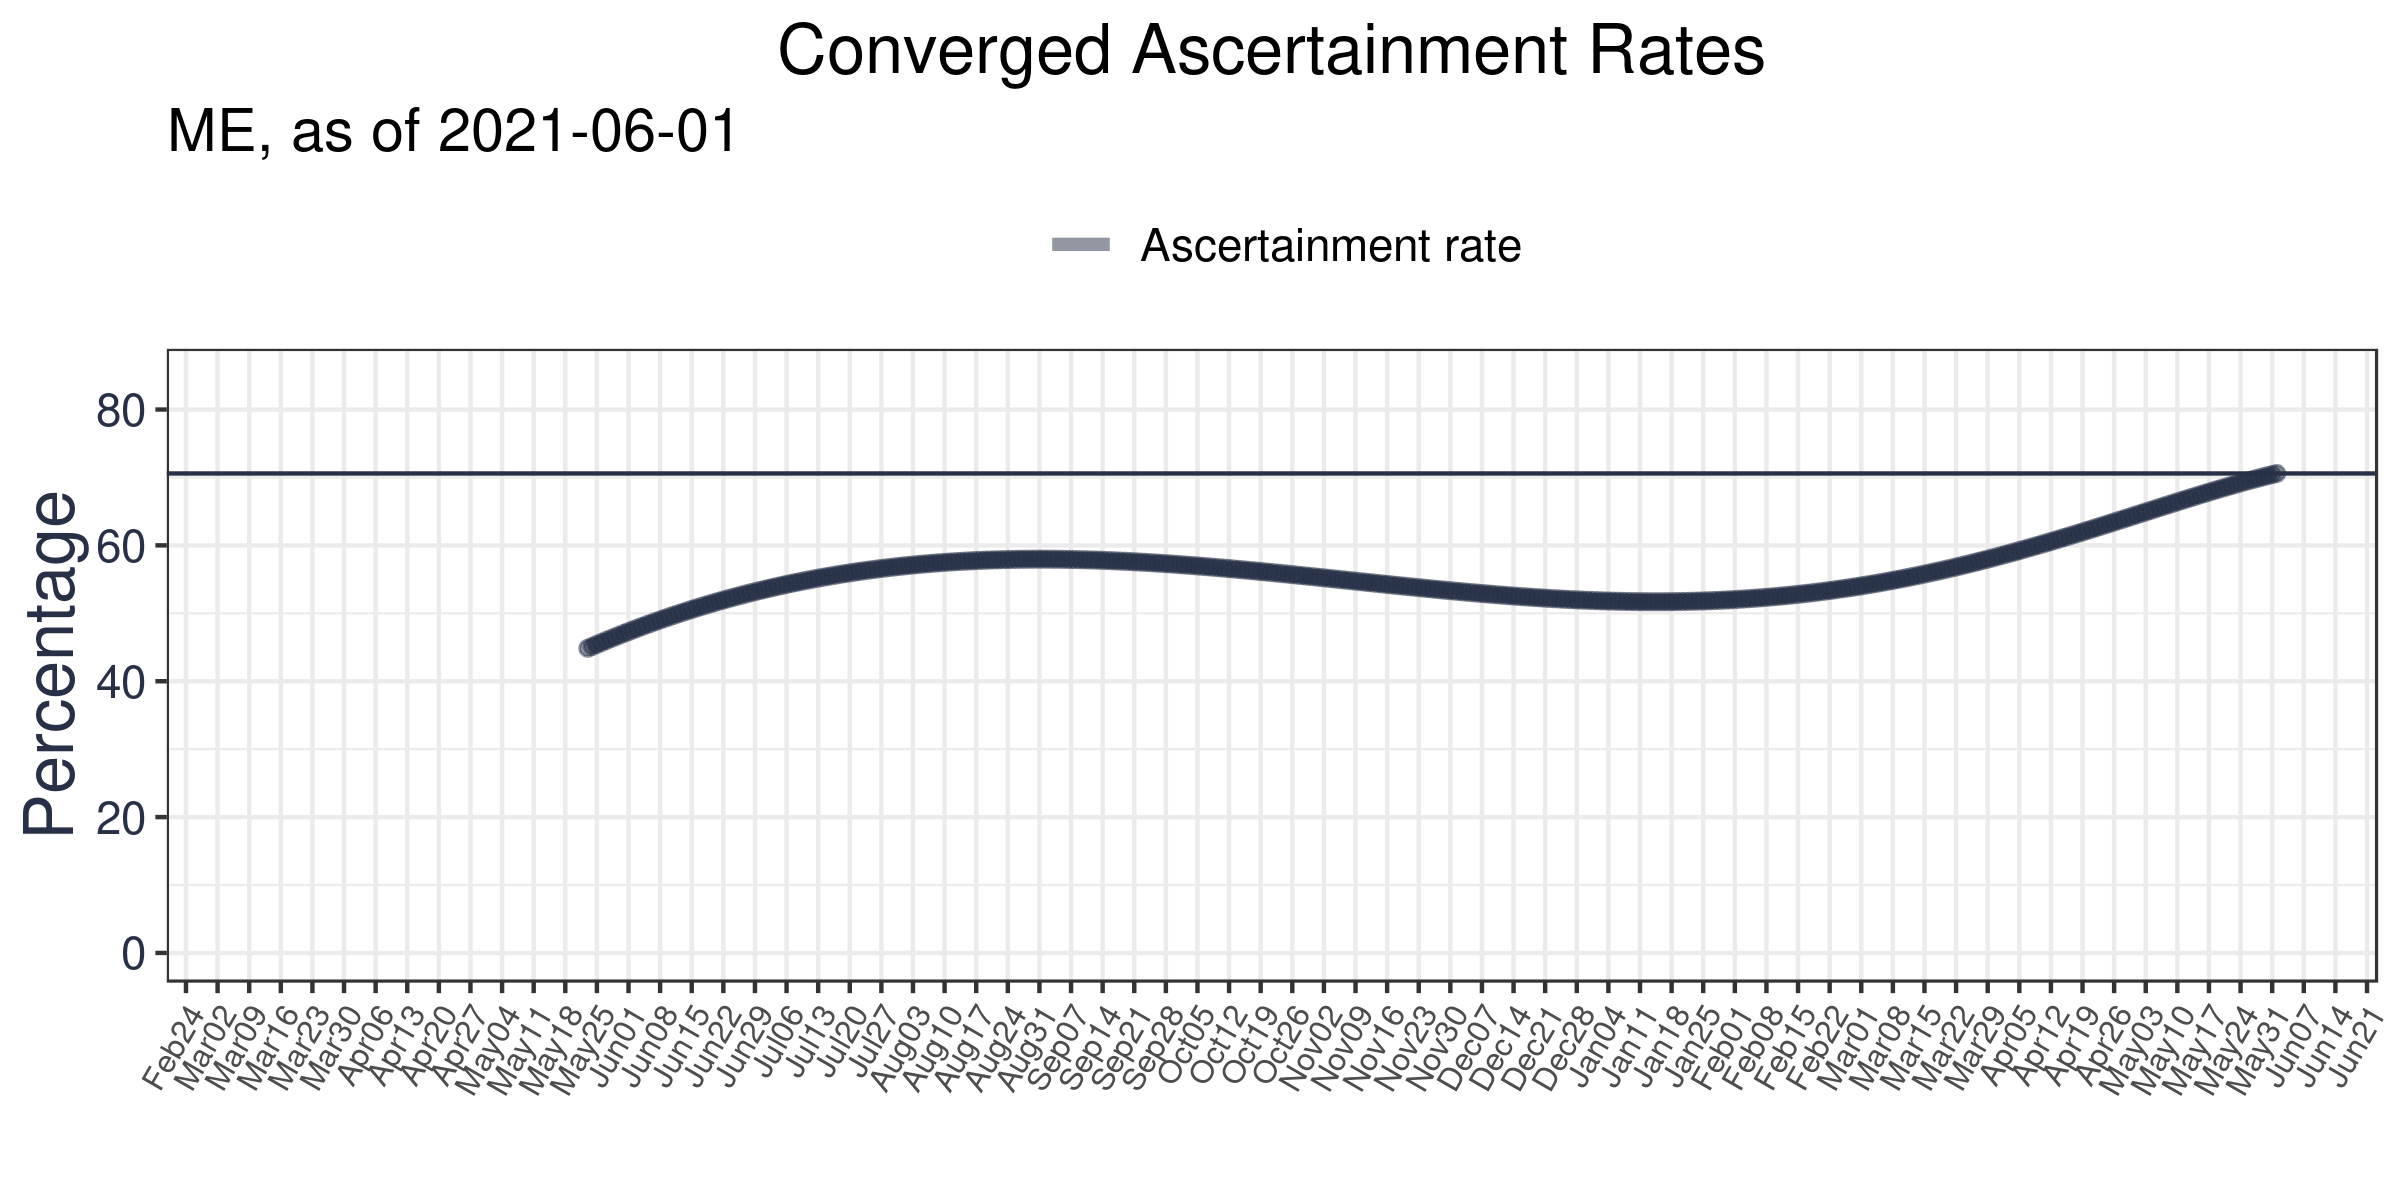 Converged Ascertainment Rates
ME, as of 2021-06-01
Ascertainment rate
Percentage
80
60
40
20
0
Feb24 Mar02 Mar09 Mar16 Mar23 Mar30 Apr06 Apr13 Apr20 Apr27 May04 May11 May18 May25 Jun01 Jun08 Jun15 Jun22 Jun29 Jul06 Jul13 Jul20 Jul27 Aug03 Aug10 Aug17 Aug24 Aug31 Sep07 Sep14 Sep21 Sep28 Oct05 Oct12 Oct19 Oct26 Nov02 Nov09 Nov16 Nov23 Nov30 Dec07 Dec14 Dec21 Dec28 Jan04 Jan11 Jan18 Jan25 Feb01 Feb08 Feb15 Feb22 Mar01 Mar08 Mar15 Mar22 Mar29 Apr05 Apr12 Apr19 Apr26 May03 May10 May17 May24 May31 Jun07 Jun14 Jun21